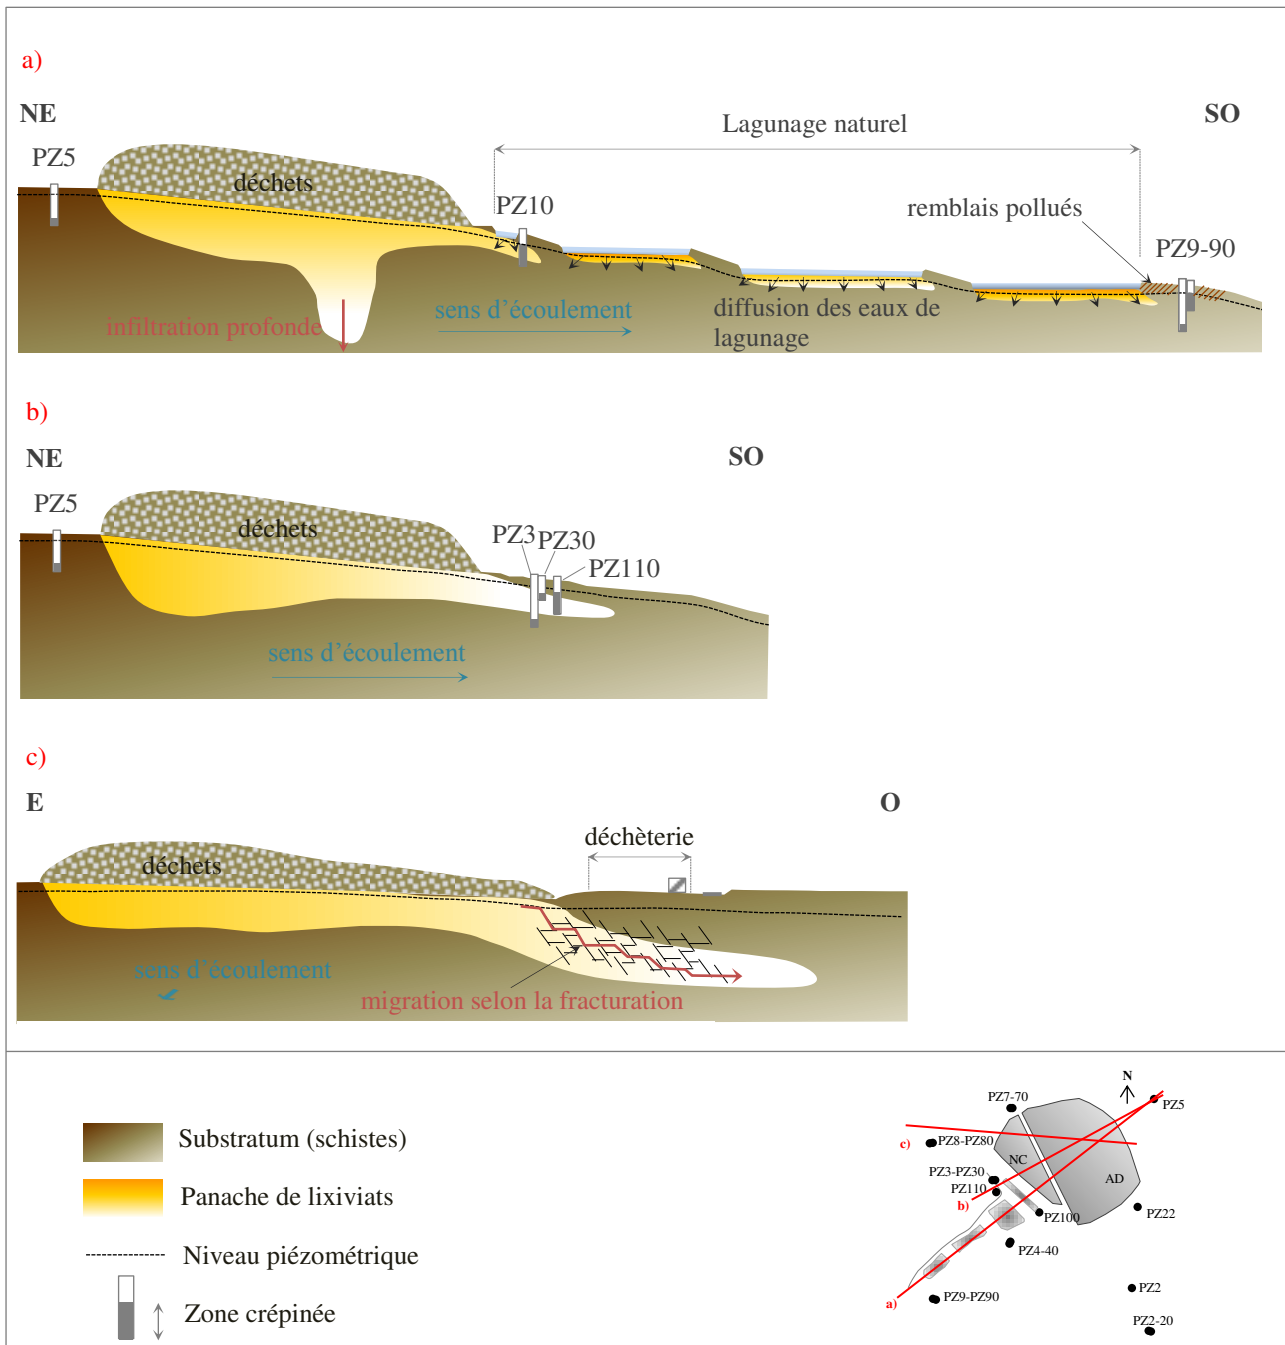 a)
NE
SO
Lagunage naturel
PZ5
déchets
PZ10
remblais pollués
PZ9-90
infiltration profonde
sens d’écoulement
diffusion des eaux de
lagunage
b)
NE
SO
PZ5
déchets
PZ3
PZ30
PZ110
sens d’écoulement
c)
E
O
déchèterie
déchets
sens d’écoulement
migration selon la fracturation
Substratum (schistes)
Panache de lixiviats
Niveau piézométrique
Zone crépinée
N
PZ7-70
PZ5
c)
PZ8-PZ80
NC
PZ3-PZ30
AD
PZ110
b)
PZ100
PZ22
PZ4-40
PZ2
a)
PZ9-PZ90
PZ2-20